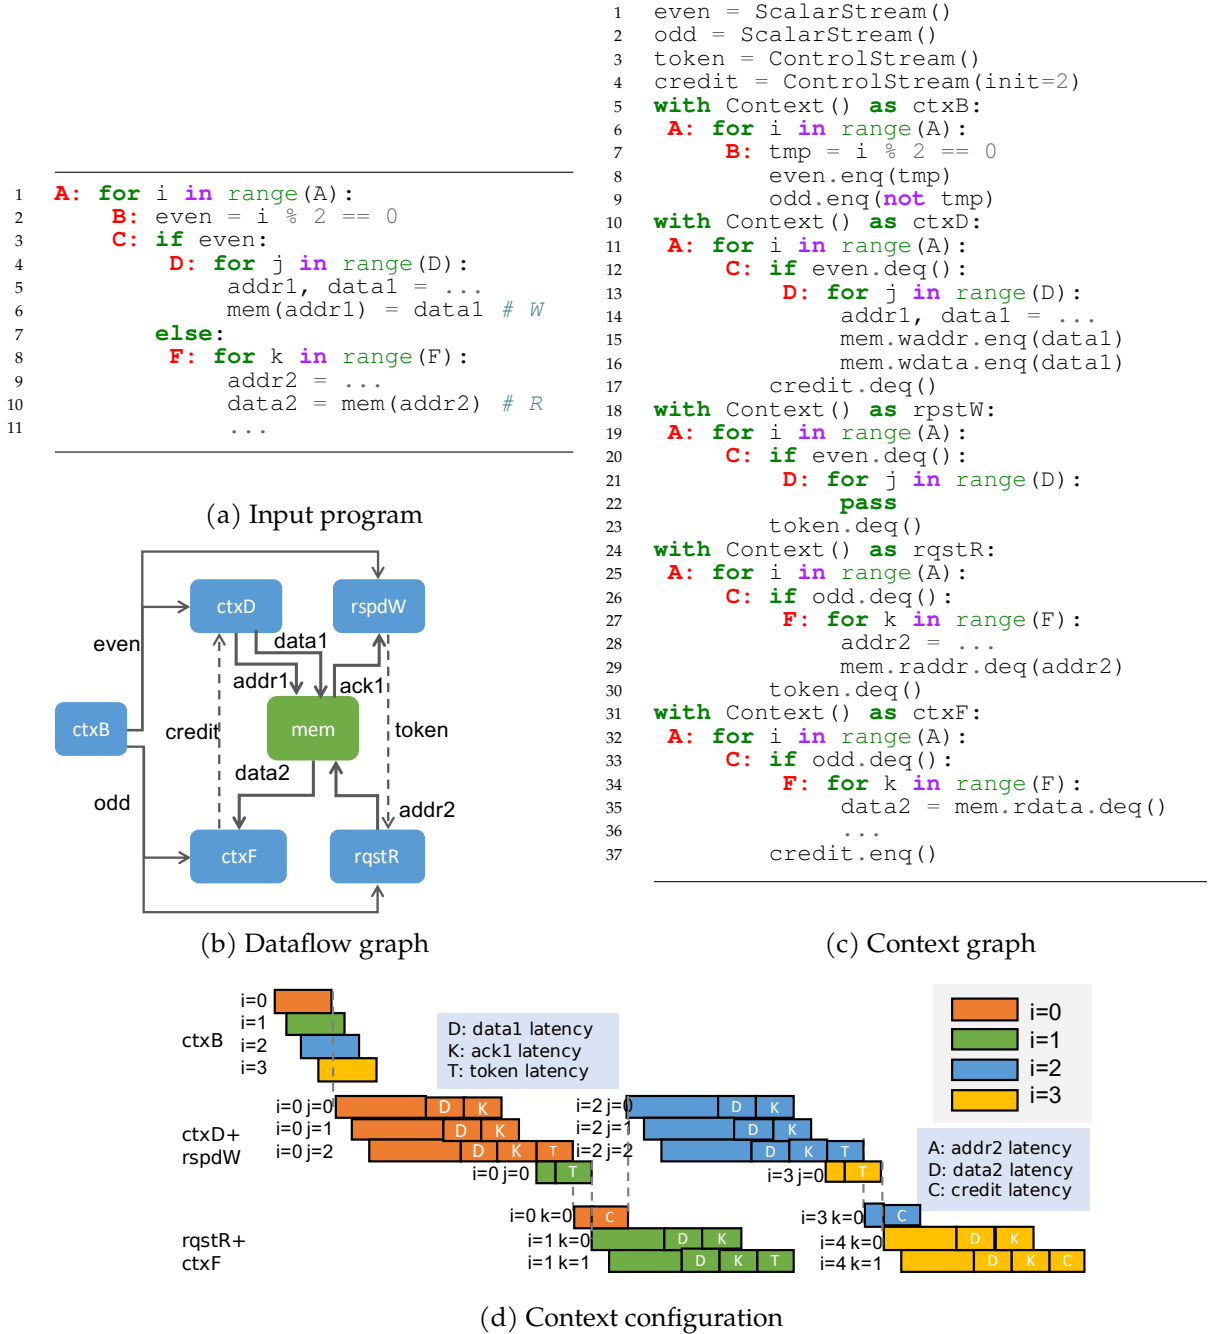 1 A: for i in range(A):
2 B: even = i % 2 == 0
3 C: if even:
4 D: for j in range(D):
5 addr1, data1 = ...
6 mem(addr1) = data1 # W
7 else:
8 F: for k in range(F):
9 addr2 = ...
10 data2 = mem(addr2) # R
11 ...
(a) Input program
ctxD
rspdW
even
data1
addr1
ack1
ctxB
credit
mem
token
data2
odd
addr2
ctxF
rqstR
(b) Dataflow graph
1 even = ScalarStream()
2 odd = ScalarStream()
3 token = ControlStream()
4 credit = ControlStream(init=2)
5 with Context() as ctxB:
6 A: for i in range(A):
7 B: tmp = i % 2 == 0
8 even.enq(tmp)
9 odd.enq(not tmp)
10 with Context() as ctxD:
11 A: for i in range(A):
12 C: if even.deq():
13 D: for j in range(D):
14 addr1, data1 = ...
15 mem.waddr.enq(data1)
16 mem.wdata.enq(data1)
17 credit.deq()
18 with Context() as rpstW:
19 A: for i in range(A):
20 C: if even.deq():
21 D: for j in range(D):
22 pass
23 token.deq()
24 with Context() as rqstR:
25 A: for i in range(A):
26 C: if odd.deq():
27 F: for k in range(F):
28 addr2 = ...
29 mem.raddr.deq(addr2)
30 token.deq()
31 with Context() as ctxF:
32 A: for i in range(A):
33 C: if odd.deq():
34 F: for k in range(F):
35 data2 = mem.rdata.deq()
36 ...
37 credit.enq()
(c) Context graph
ctxB
i=0
i=1
i=2
i=3
D: data1 latency
K: ack1 latency
T: token latency
i=0
i=1
i=2
i=3
ctxD+
rspdW
i=0 j=0 D K
i=0 j=1 D K
i=0 j=2 D K T
i=0 j=0 T
i=2 j=0 D K
i=2 j=1 D K
i=2 j=2 D K T
i=3 j=0 T
A: addr2 latency
D: data2 latency
C: credit latency
rqstR+
ctxF
i=0 k=0 C
i=1 k=0 D K
i=1 k=1 D K T
i=3 k=0 C
i=4 k=0 D K
i=4 k=1 D K C
(d) Context configuration